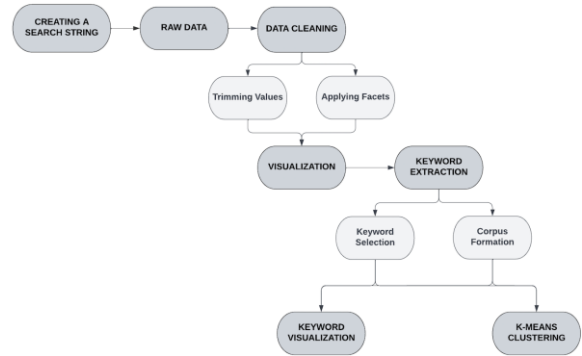 CREATING A
SEARCH STRING
RAW DATA
DATA CLEANING
Trimming Values
Applying Facets
VISUALIZATION
KEYWORD
EXTRACTION
Keyword
Selection
Corpus
Formation
KEYWORD
VISUALIZATION
K-MEANS
CLUSTERING